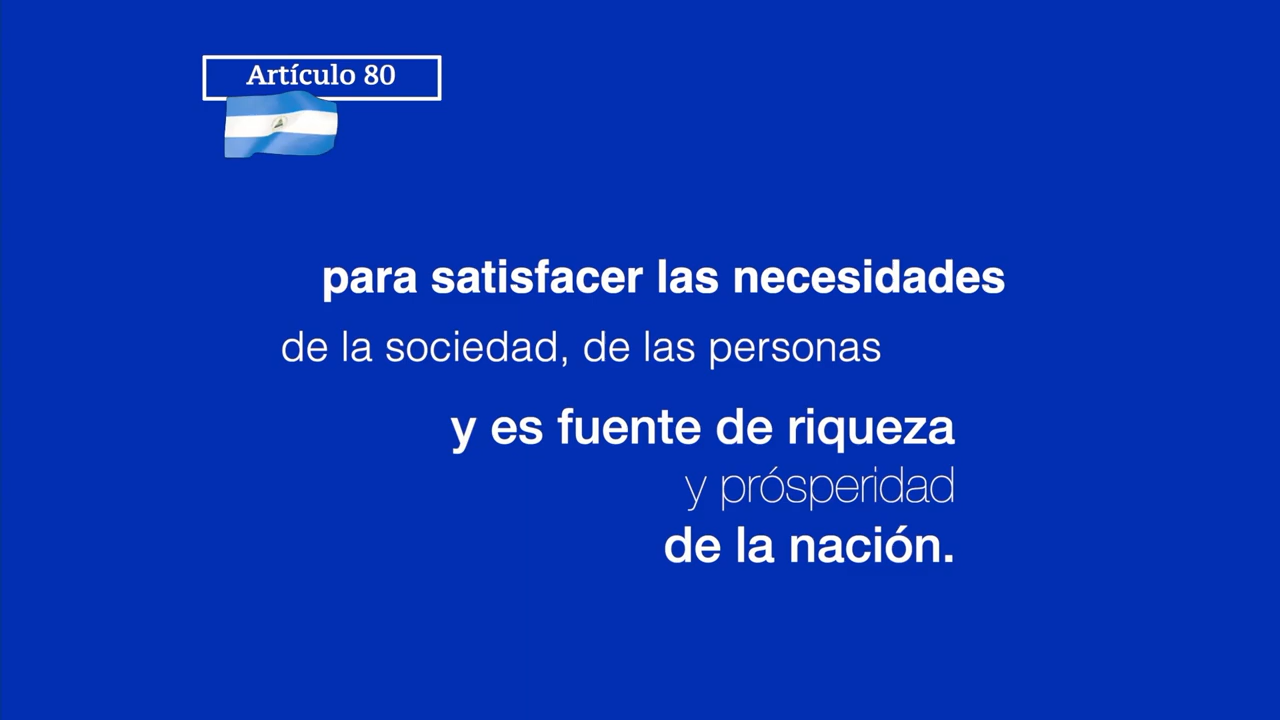 Artículo 80
para satisfacer las necesidades
de la sociedad, de las personas
y es fuente de riqueza
y prósperidad
de la nación.